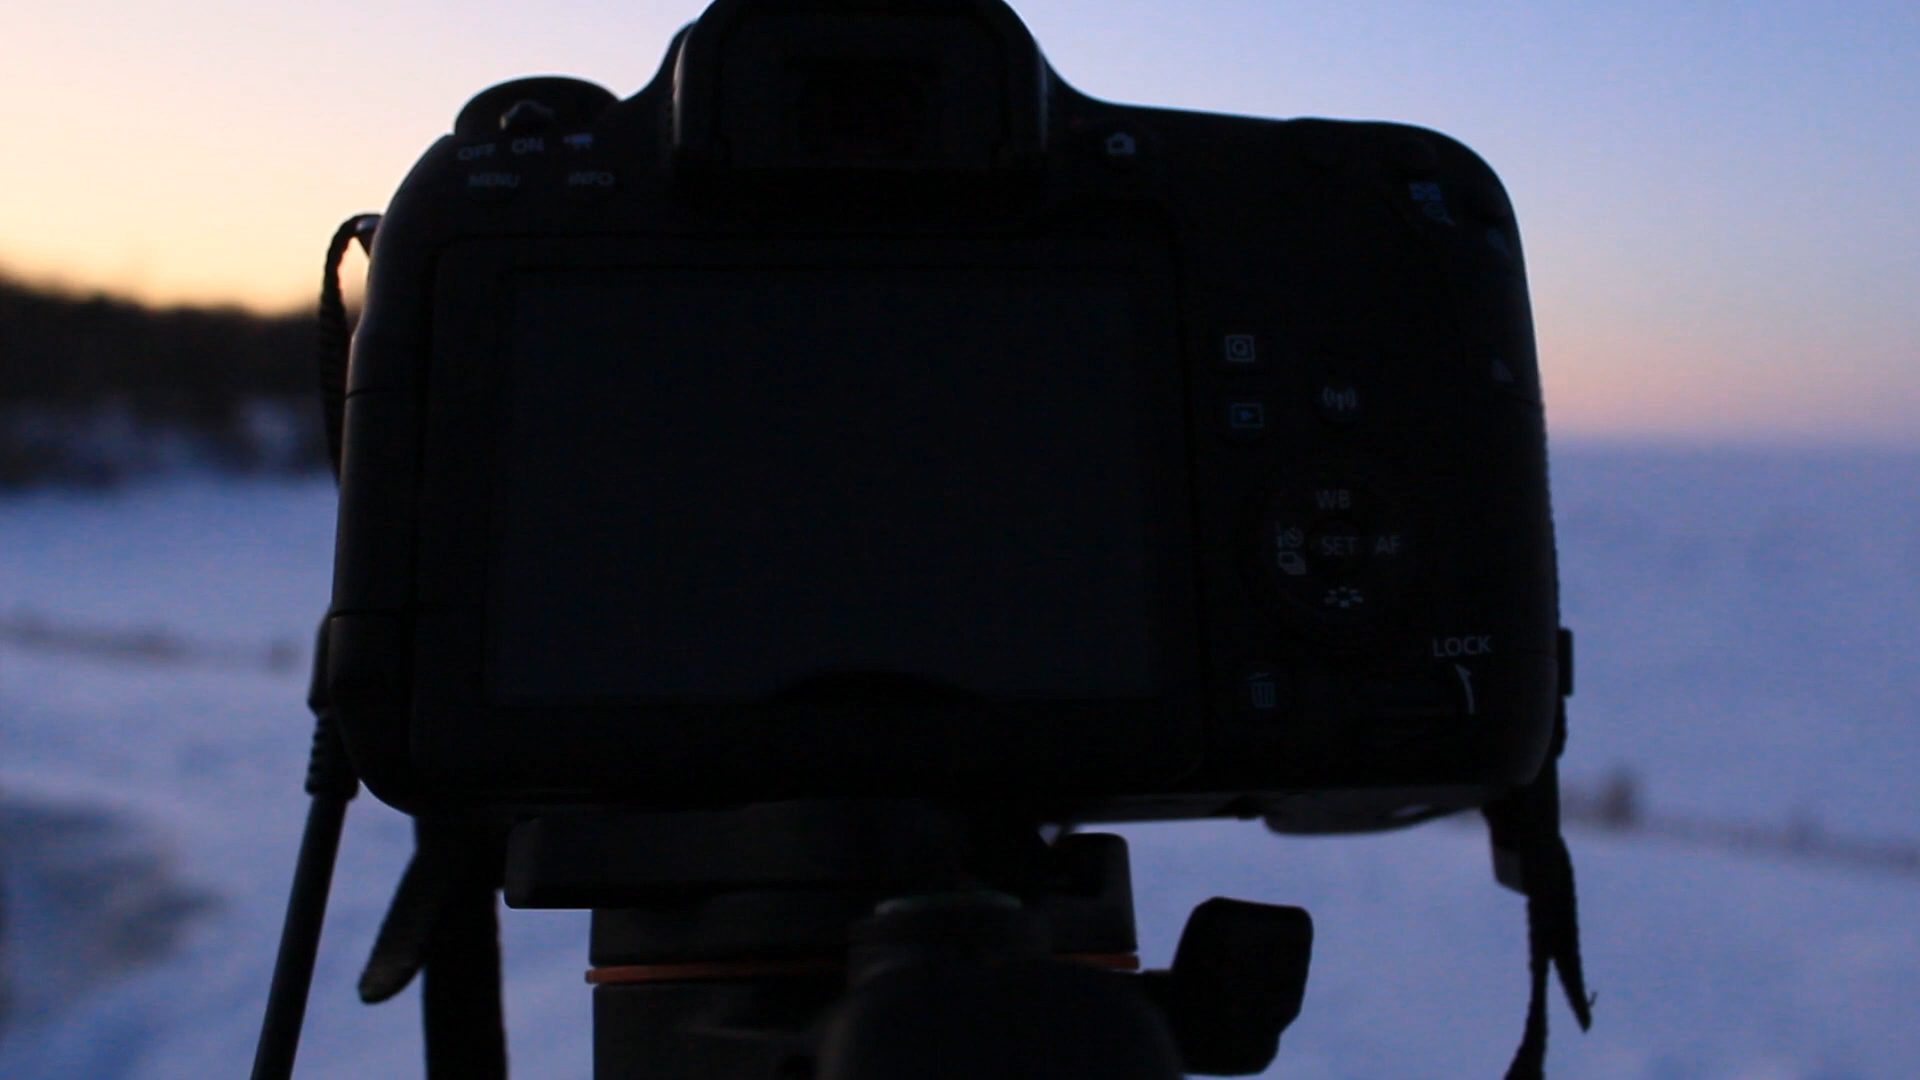 OFF ON
MENU INFO
Q
WB
SET AF
LOCK